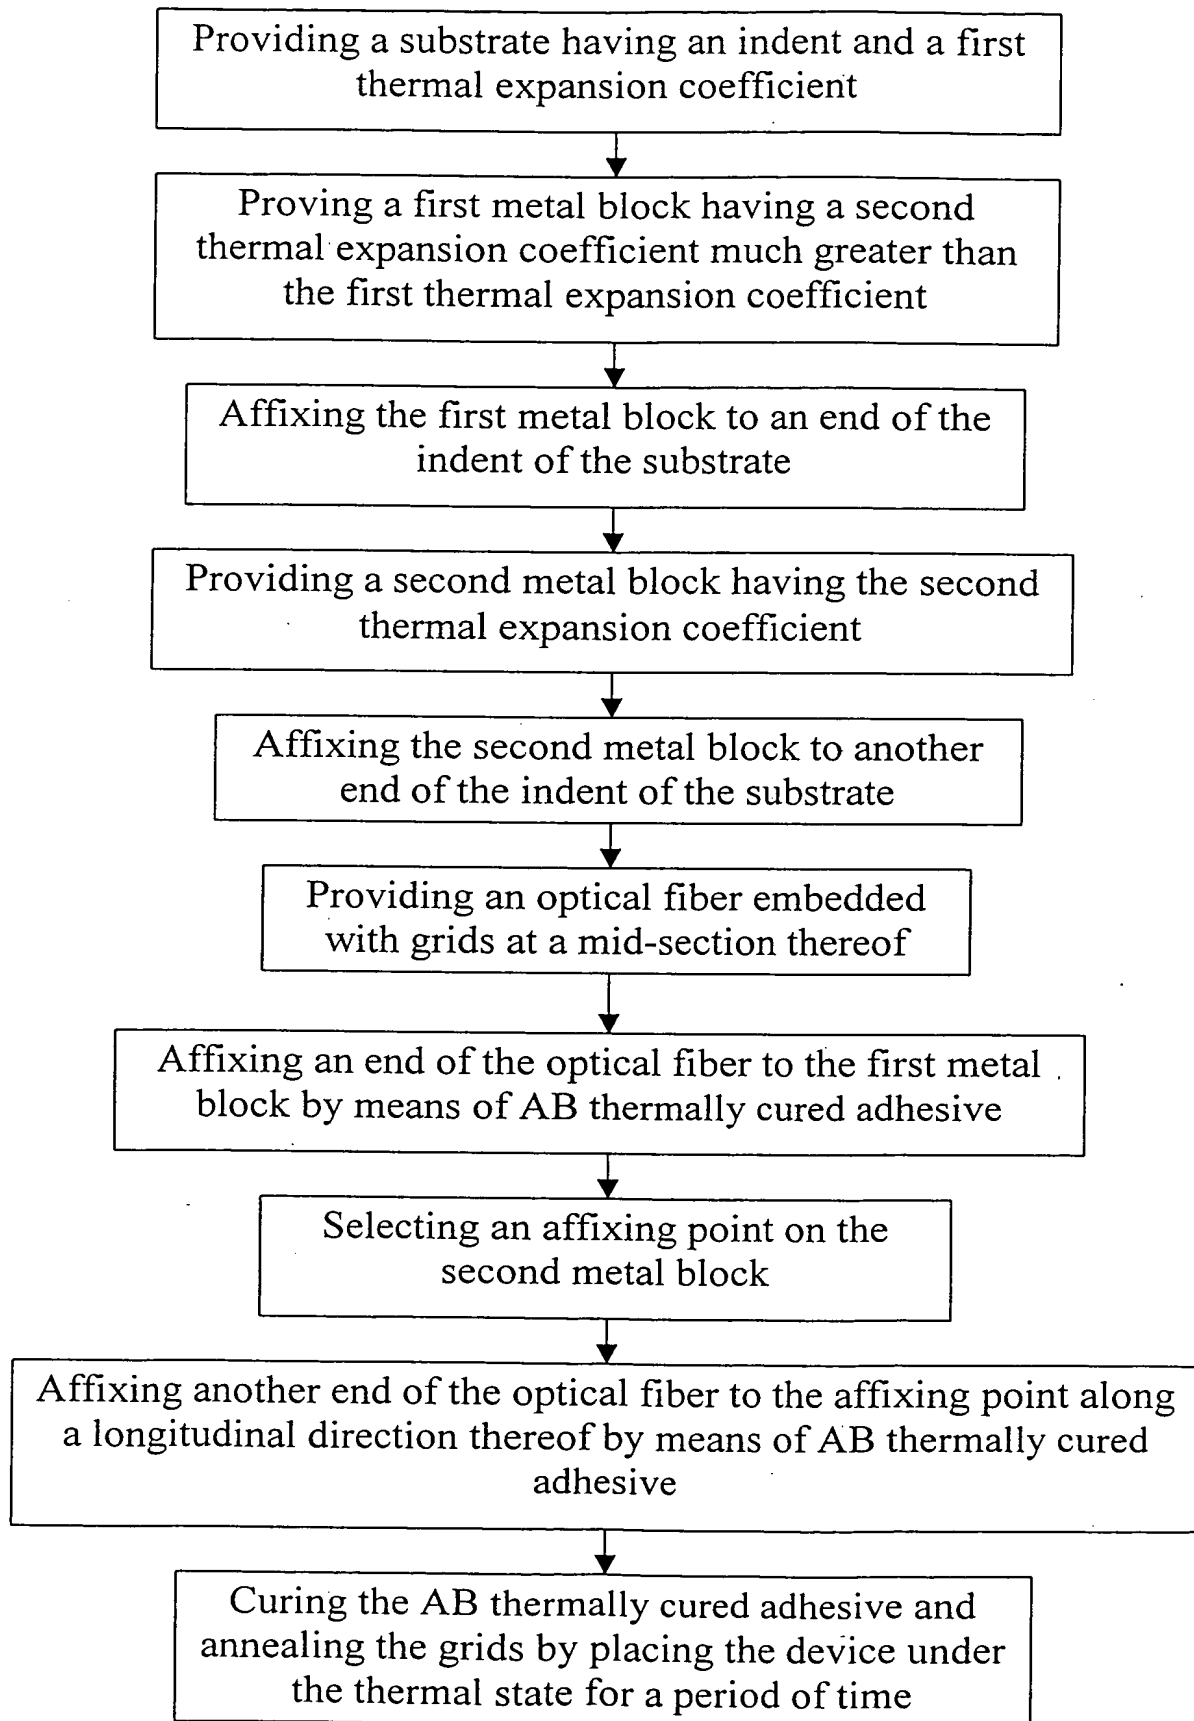 Providing a substrate having an indent and a first
thermal expansion coefficient
Proving a first metal block having a second
thermal expansion coefficient much greater than
the first thermal expansion coefficient
Affixing the first metal block to an end of the
indent of the substrate
Providing a second metal block having the second
thermal expansion coefficient
Affixing the second metal block to another
end of the indent of the substrate
Providing an optical fiber embedded
with grids at a mid-section thereof
Affixing an end of the optical fiber to the first metal
block by means of AB thermally cured adhesive
Selecting an affixing point on the
second metal block
Affixing another end of the optical fiber to the affixing point along
a longitudinal direction thereof by means of AB thermally cured
adhesive
Curing the AB thermally cured adhesive and
annealing the grids by placing the device under
the thermal state for a period of time